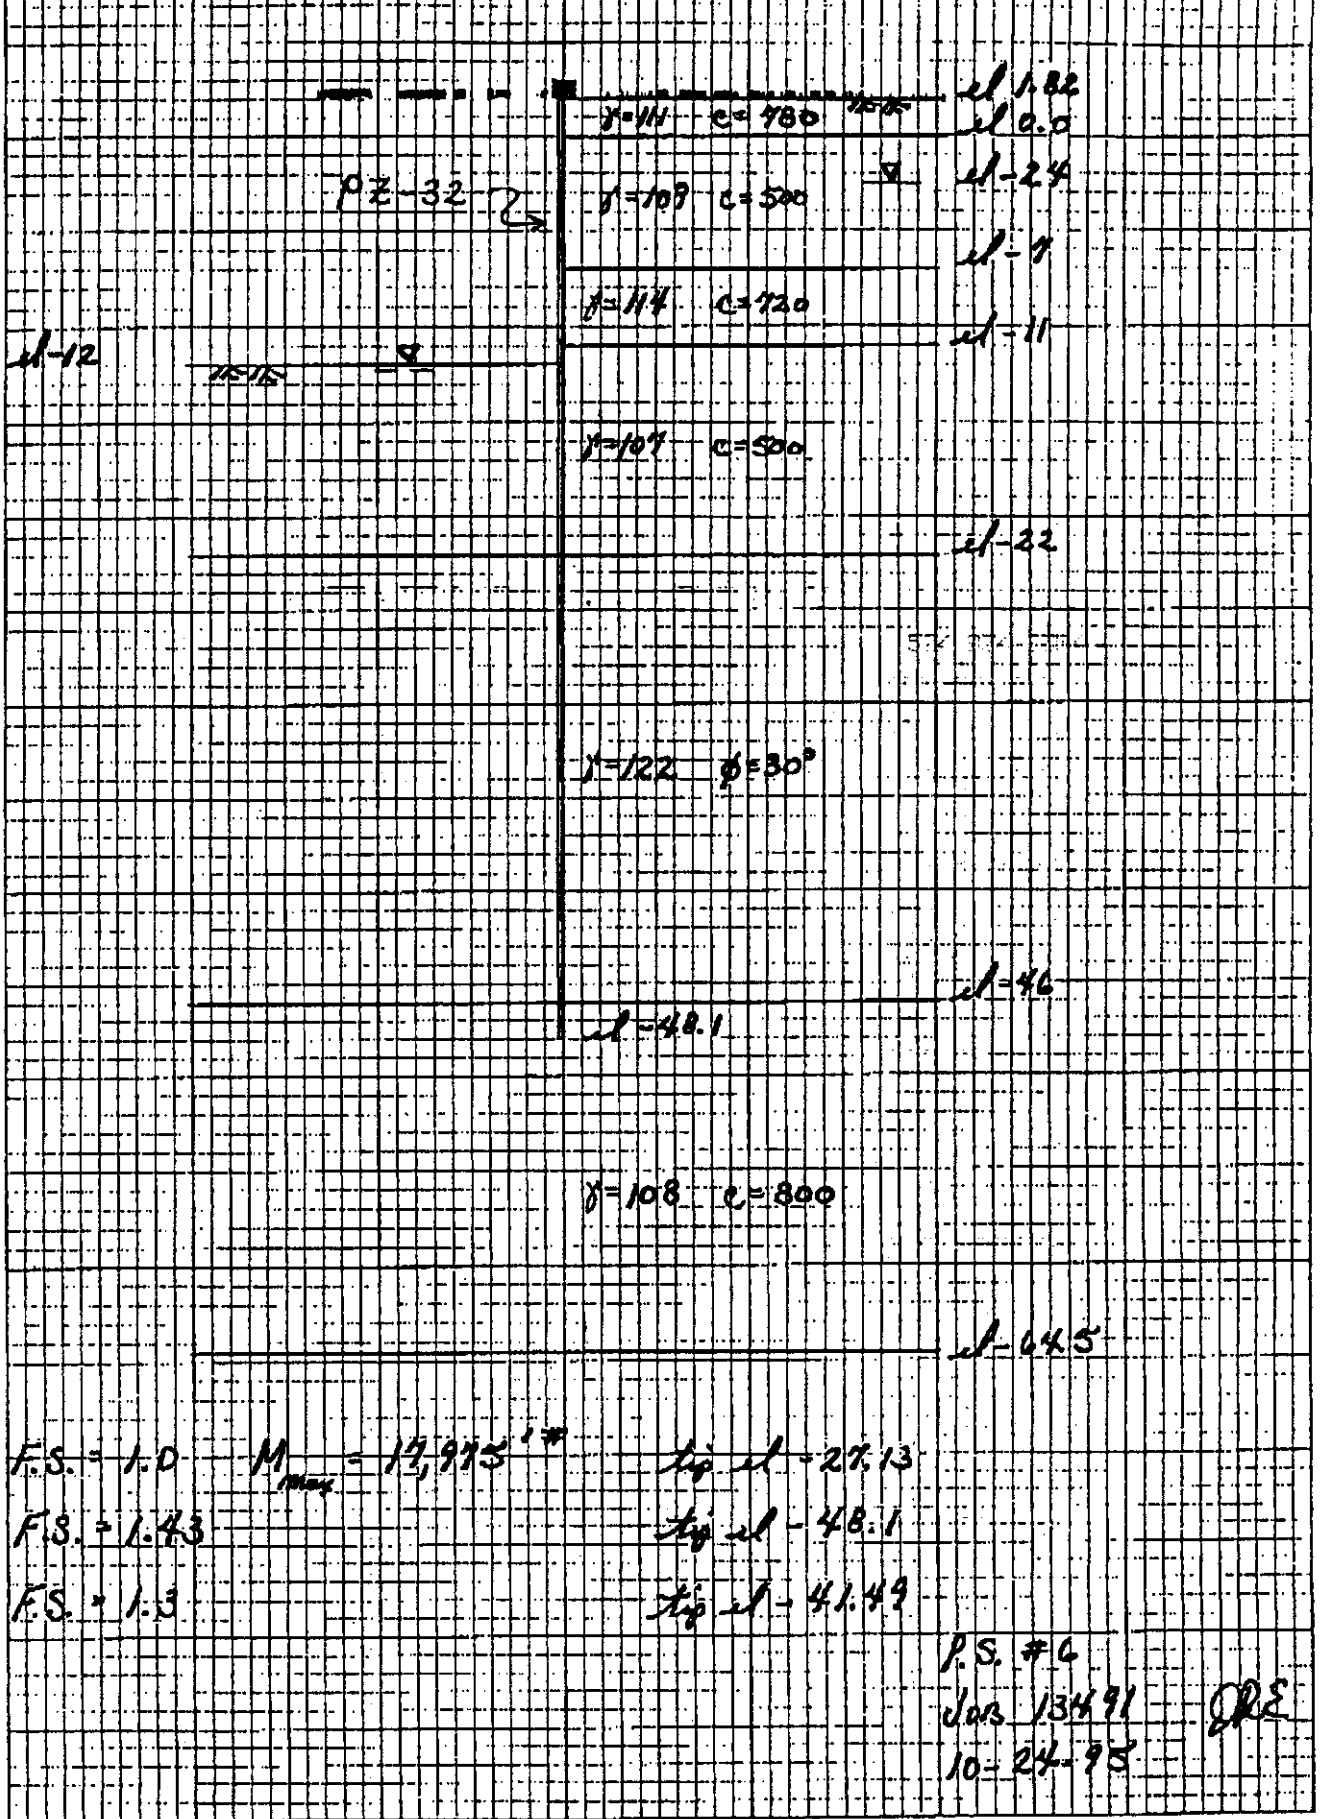 el 1.82
γ=111 c=780
el 0.0
el -2.4
PZ-32
γ=109 c=500
el -7
γ=114 c=720
el -11
el -12
γ=107 c=500
el -22
γ=122 φ=30°
el -46
el -48.1
γ=108 c=800
el -64.5
F.S. = 1.0 Mmax = 17,975 '# tip el -27.13
F.S. = 1.43 tip el -48.1
F.S. = 1.3 tip el -41.49
P.S. #6
JOB 13491
10-24-95